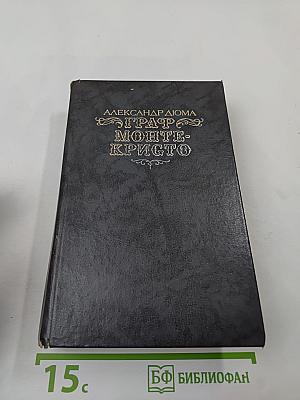 АЛЕКСАНДР ДЮМА
ГРАФ
МОНТЕ-
КРИСТО
15с
БФ БИБЛИОФАН